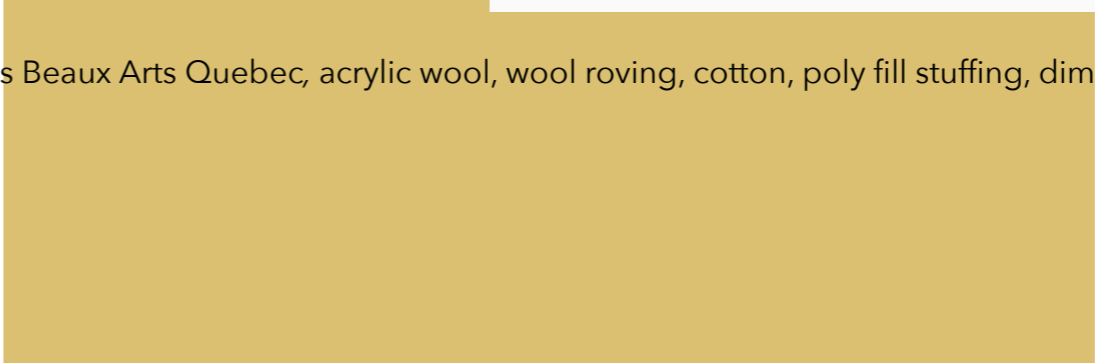 s Beaux Arts Quebec, acrylic wool, wool roving, cotton, poly fill stuffing, dim